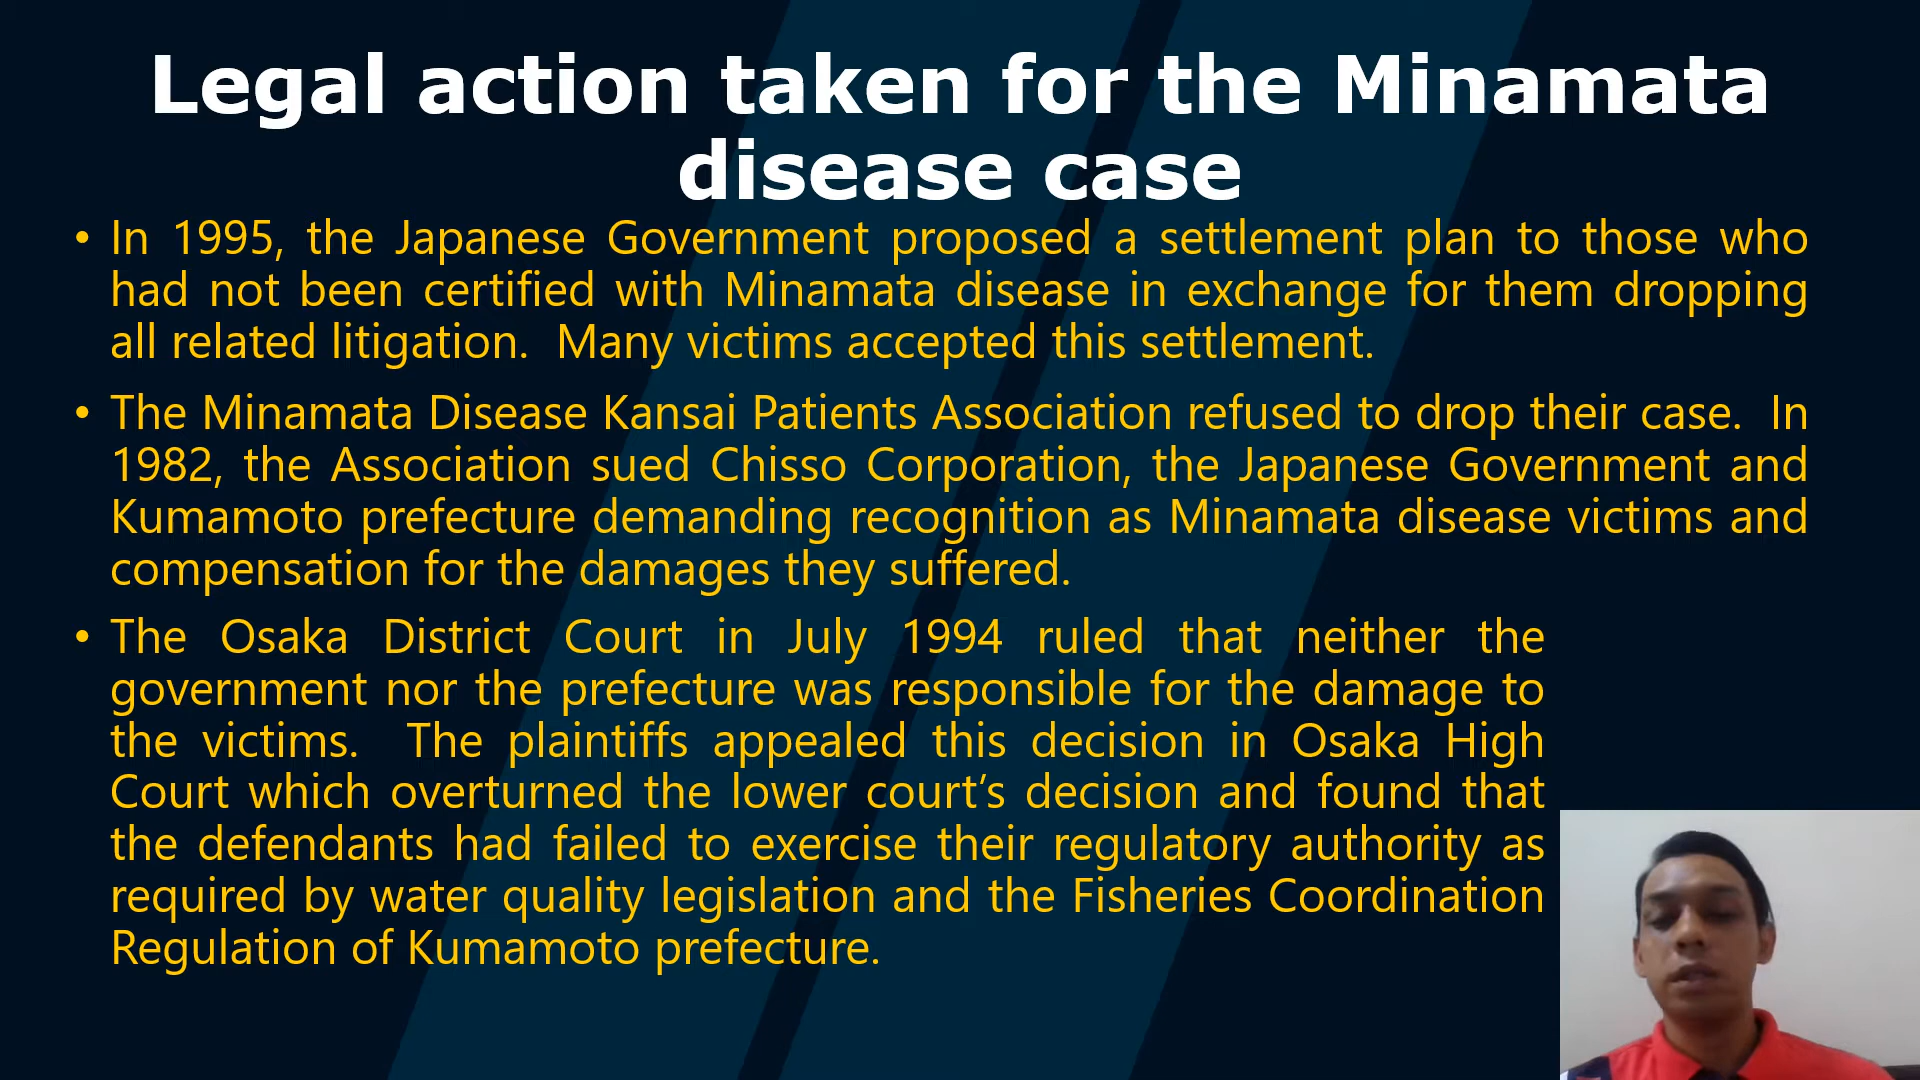 Legal action taken for the Minamata
disease case
• In 1995, the Japanese Government proposed a settlement plan to those who
had not been certified with Minamata disease in exchange for them dropping
all related litigation.  Many victims accepted this settlement.
• The Minamata Disease Kansai Patients Association refused to drop their case.  In
1982, the Association sued Chisso Corporation, the Japanese Government and
Kumamoto prefecture demanding recognition as Minamata disease victims and
compensation for the damages they suffered.
• The Osaka District Court in July 1994 ruled that neither the
government nor the prefecture was responsible for the damage to
the victims.  The plaintiffs appealed this decision in Osaka High
Court which overturned the lower court’s decision and found that
the defendants had failed to exercise their regulatory authority as
required by water quality legislation and the Fisheries Coordination
Regulation of Kumamoto prefecture.